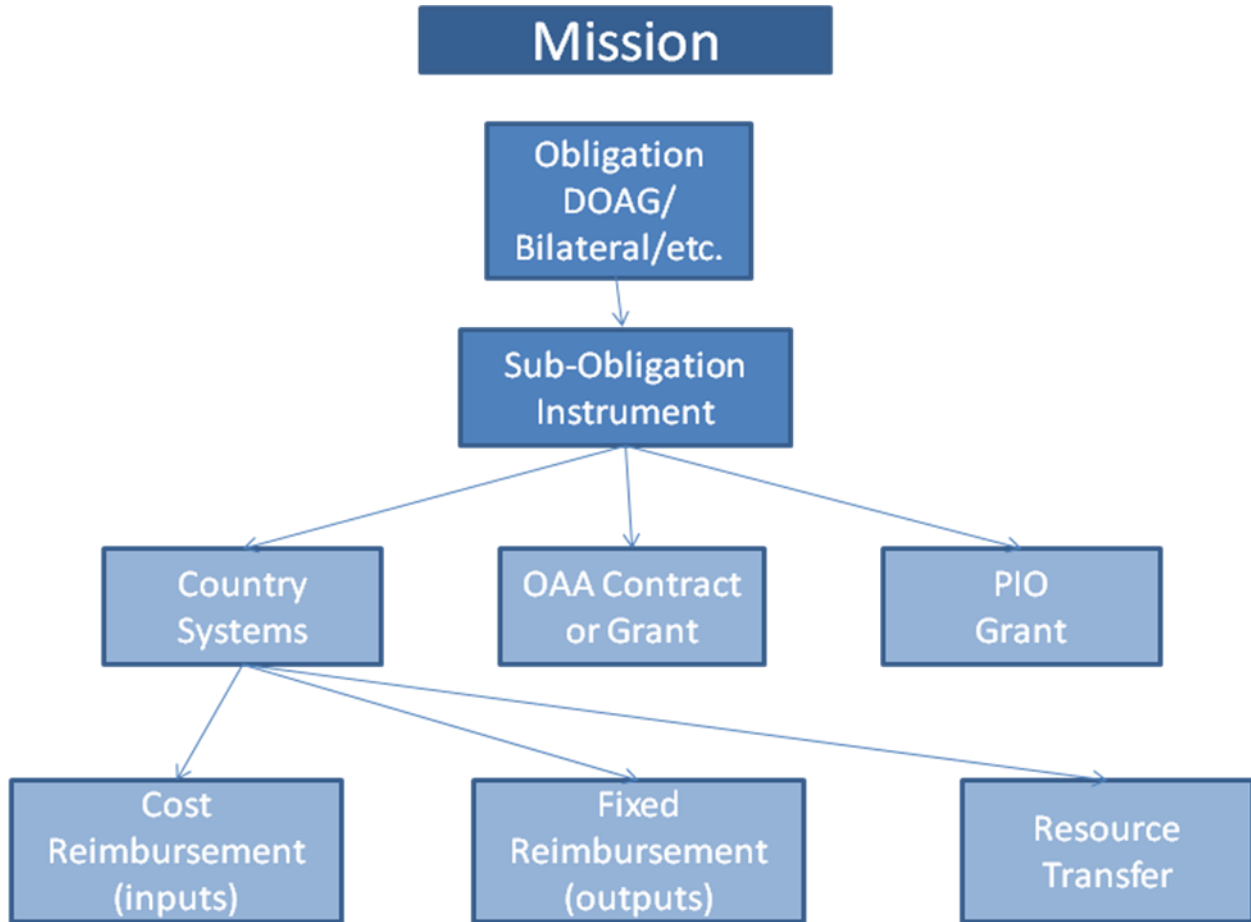 Mission
Obligation
DOAG/
Bilateral/etc.
Sub-Obligation
Instrument
Country
Systems
OAA Contract
or Grant
PIO
Grant
Cost
Reimbursement
(inputs)
Fixed
Reimbursement
(outputs)
Resource
Transfer